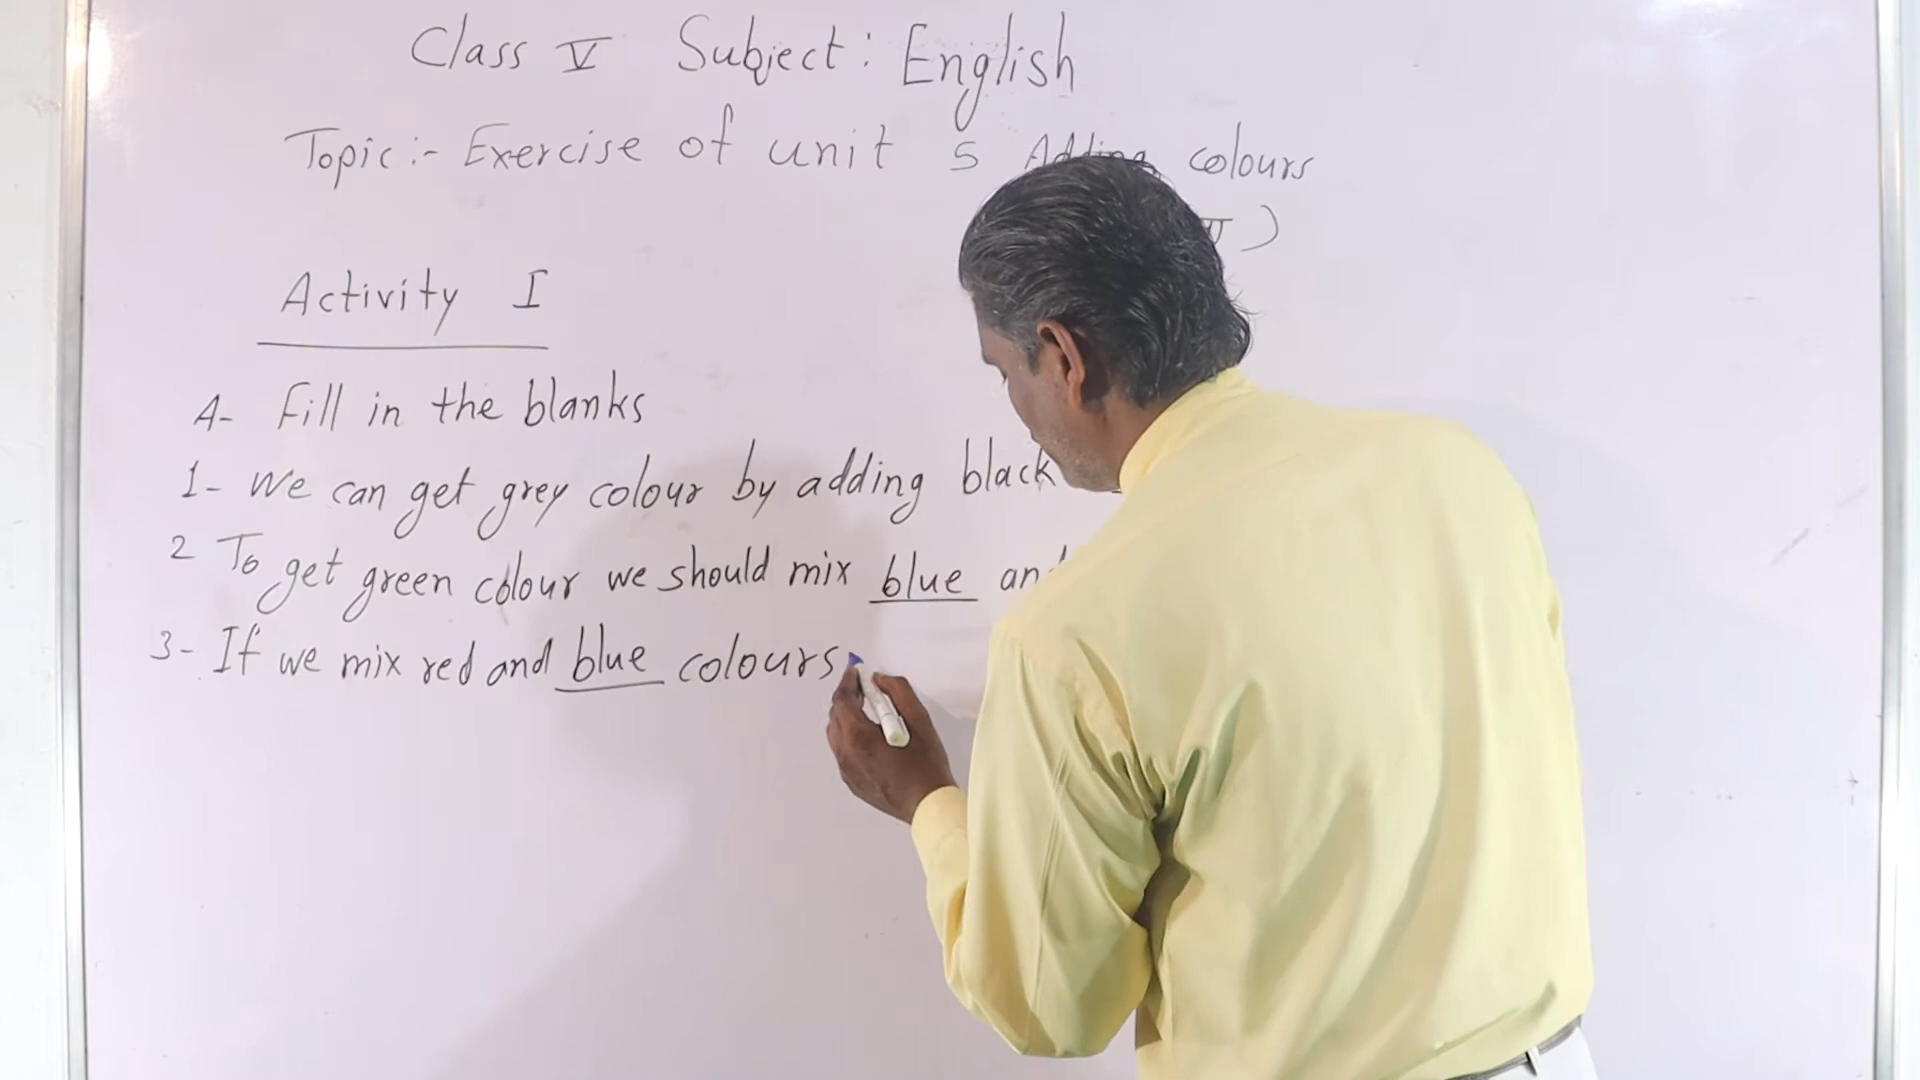 Class V Subject: English
Topic:- Exercise of unit 5 Adding colours
)
Activity I
A- Fill in the blanks
1- We can get grey colour by adding black
2 To get green colour we should mix blue and
3- If we mix red and blue colours